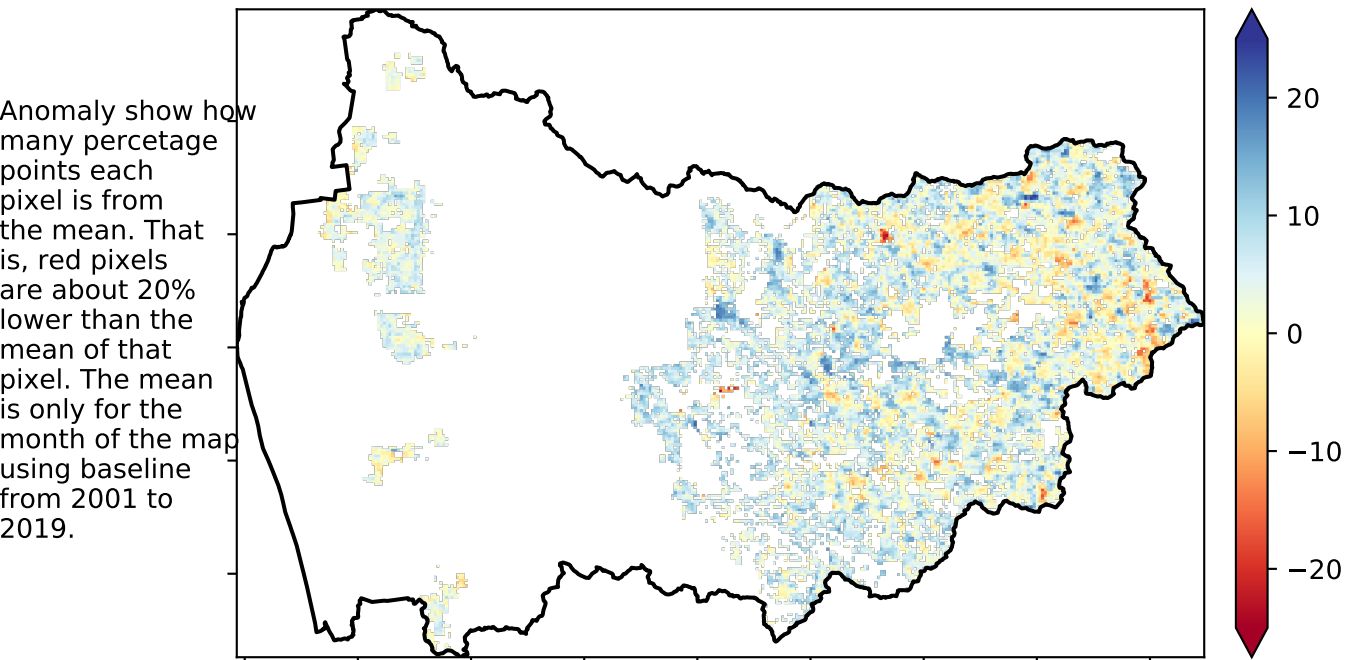 Anomaly show how
many percetage
points each
pixel is from
the mean. That
is, red pixels
are about 20%
lower than the
mean of that
pixel. The mean
is only for the
month of the map
using baseline
from 2001 to
2019.
20
10
0
−10
−20